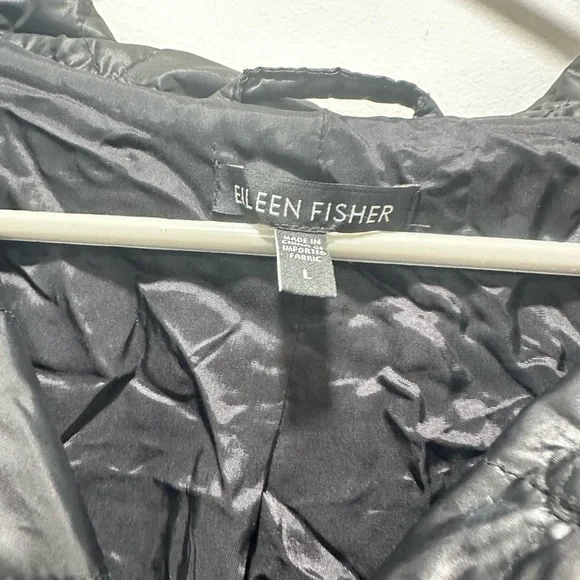 EILEEN FISHER
MADE IN
CHINA OF
IMPORTED
FABRIC
L